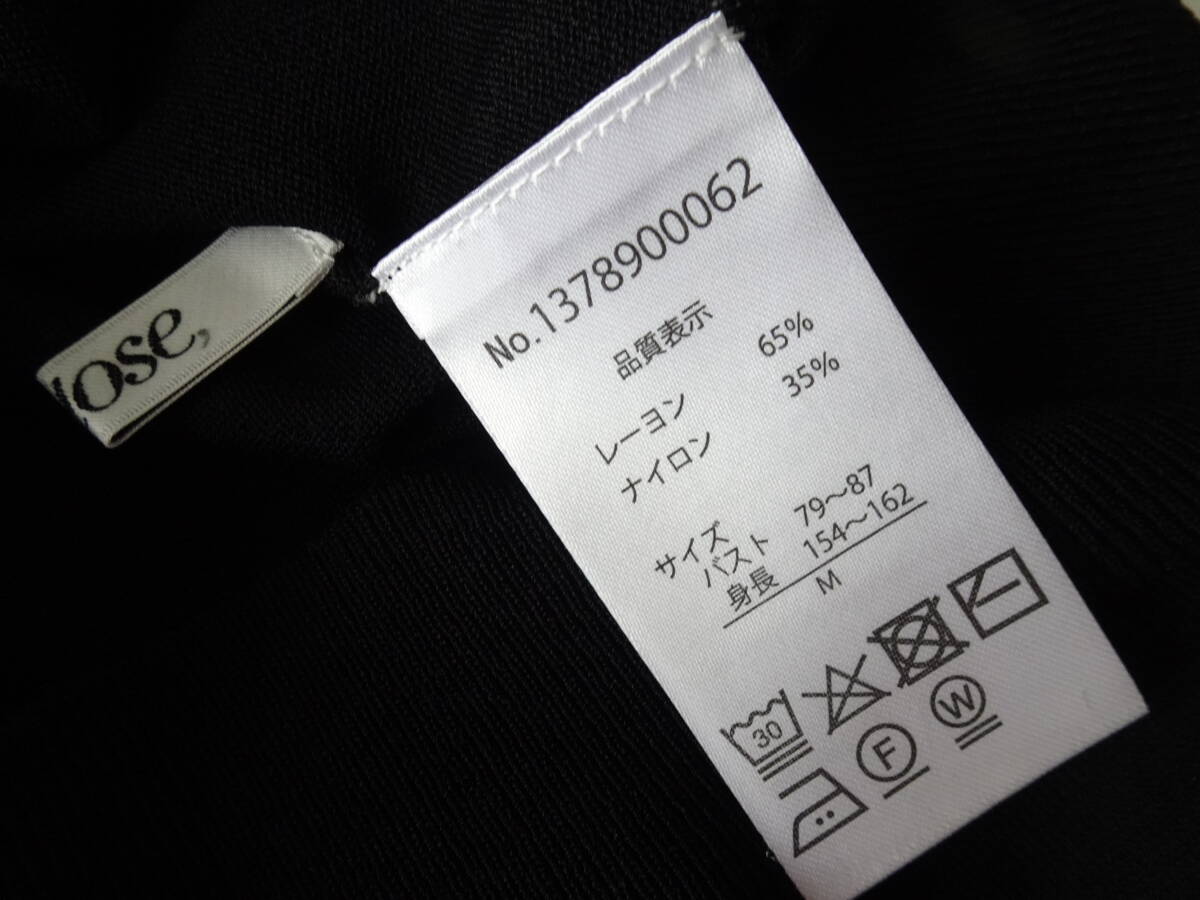 ose,
No.1378900062
品質表示
レーヨン 65%
ナイロン 35%
サイズ
バスト 79～87
身長 154～162
M
30
F
W